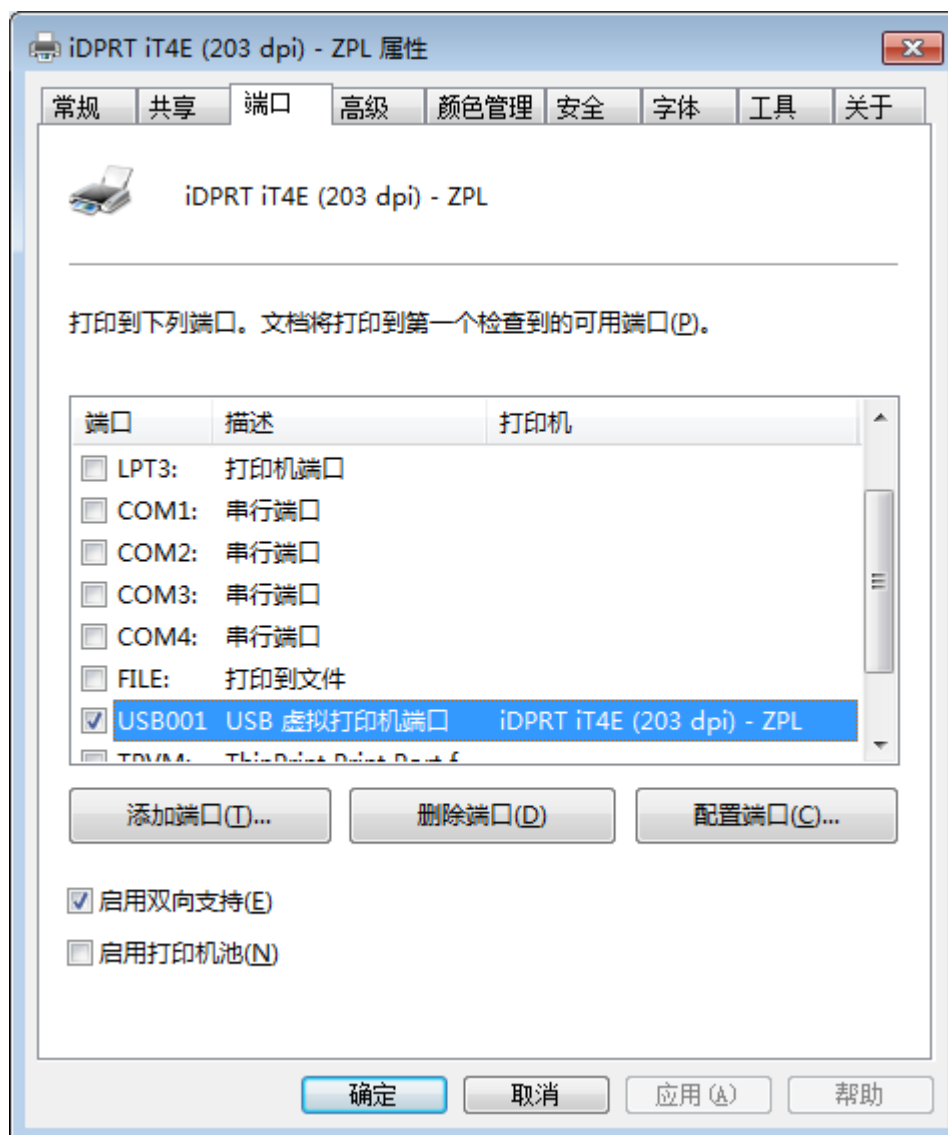 iDPRT iT4E (203 dpi) - ZPL 属性
常规 共享 端口 高级 颜色管理 安全 字体 工具 关于
iDPRT iT4E (203 dpi) - ZPL
打印到下列端口。文档将打印到第一个检查到的可用端口(P)。
端口 描述 打印机
LPT3: 打印机端口
COM1: 串行端口
COM2: 串行端口
COM3: 串行端口
COM4: 串行端口
FILE: 打印到文件
USB001 USB 虚拟打印机端口 iDPRT iT4E (203 dpi) - ZPL
TPVM: ThinPrint Print Port f
添加端口(T)... 删除端口(D) 配置端口(C)...
启用双向支持(E)
启用打印机池(N)
确定 取消 应用(A) 帮助